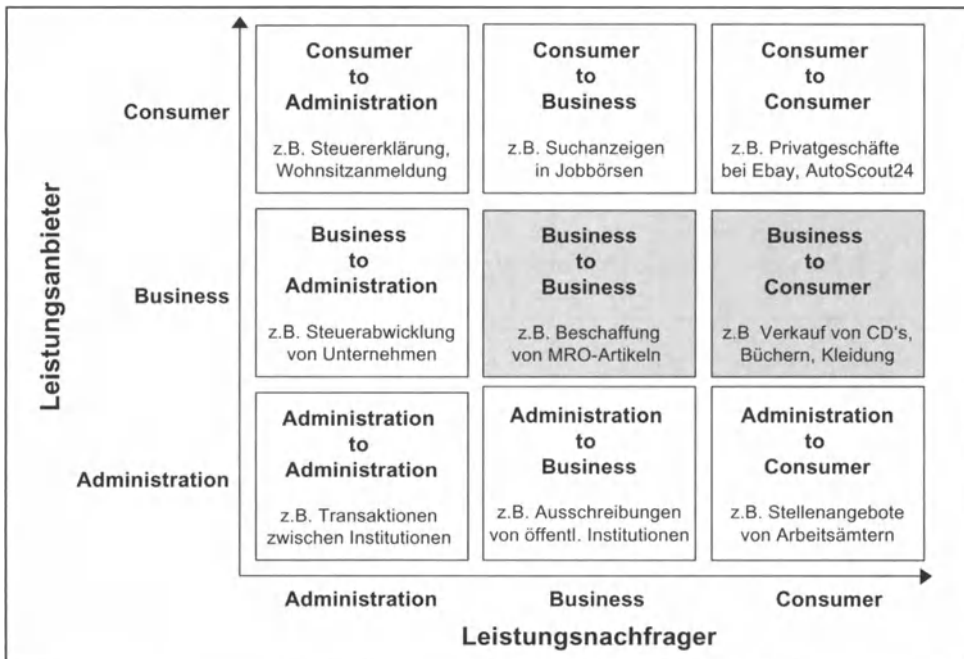 Leistungsanbieter
Consumer
Consumer
to
Administration
z.B. Steuererklärung,
Wohnsitzanmeldung
Consumer
to
Business
z.B. Suchanzeigen
in Jobbörsen
Consumer
to
Consumer
z.B. Privatgeschäfte
bei Ebay, AutoScout24
Business
Business
to
Administration
z.B. Steuerabwicklung
von Unternehmen
Business
to
Business
z.B. Beschaffung
von MRO-Artikeln
Business
to
Consumer
z.B Verkauf von CD's,
Büchern, Kleidung
Administration
Administration
to
Administration
z.B. Transaktionen
zwischen Institutionen
Administration
to
Business
z.B. Ausschreibungen
von öffentl. Institutionen
Administration
to
Consumer
z.B. Stellenangebote
von Arbeitsämtern
Administration
Business
Consumer
Leistungsnachfrager